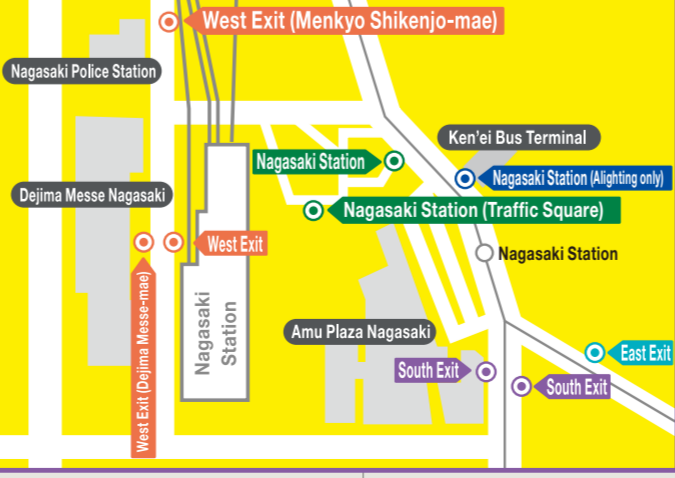 West Exit (Menkyo Shikenjo-mae)
Nagasaki Police Station
Ken'ei Bus Terminal
Nagasaki Station
Nagasaki Station (Alighting only)
Dejima Messe Nagasaki
Nagasaki Station (Traffic Square)
West Exit
Nagasaki Station
West Exit (Dejima Messe-mae)
Nagasaki
Station
Amu Plaza Nagasaki
East Exit
South Exit
South Exit